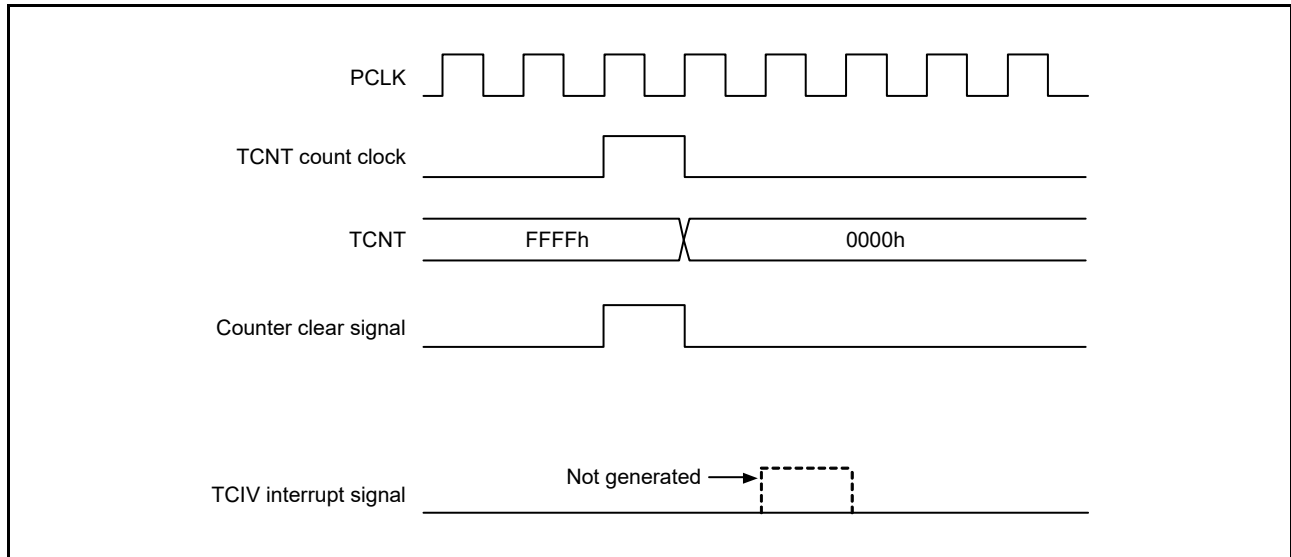 PCLK
TCNT count clock
TCNT
FFFFh
0000h
Counter clear signal
Not generated
TCIV interrupt signal